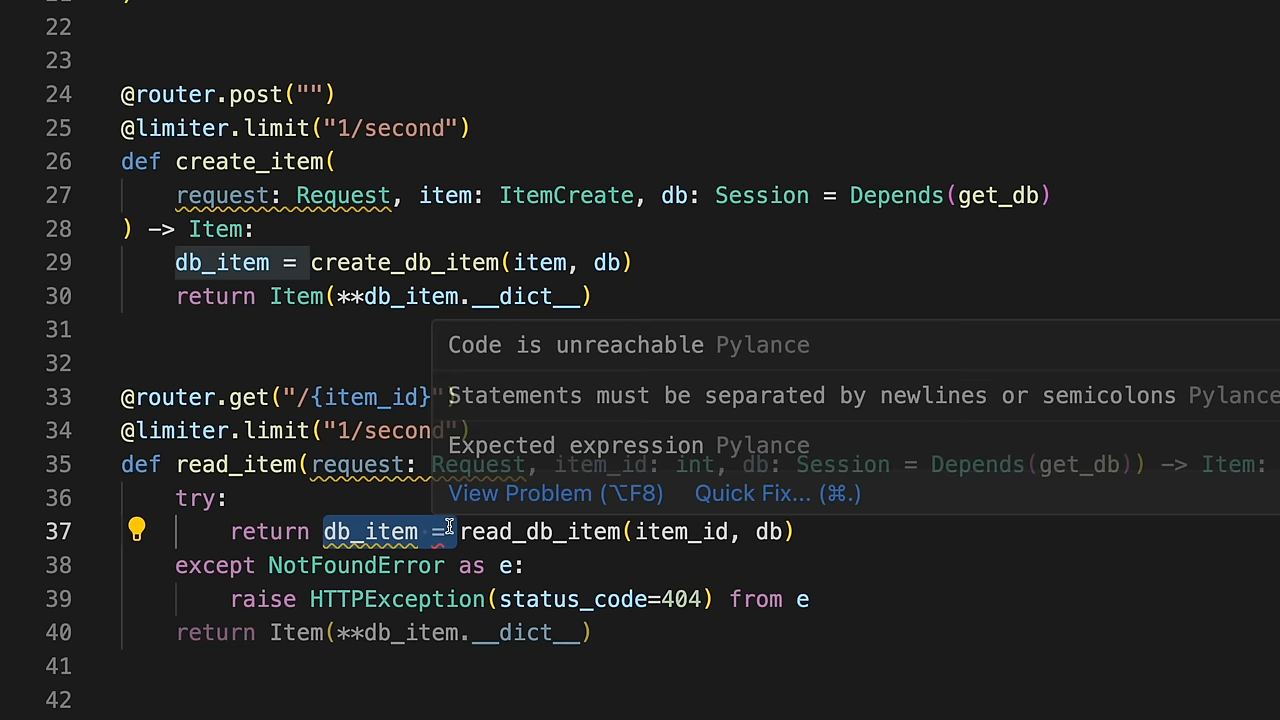 22
23
24 @router.post("")
25 @limiter.limit("1/second")
26 def create_item(
27 request: Request, item: ItemCreate, db: Session = Depends(get_db)
28 ) -> Item:
29 db_item = create_db_item(item, db)
30 return Item(**db_item.__dict__)
31
32
Code is unreachable Pylance
33 @router.get("/{item_id}")
Statements must be separated by newlines or semicolons Pylance
34 @limiter.limit("1/second")
Expected expression Pylance
35 def read_item(request: Request, item_id: int, db: Session = Depends(get_db)) -> Item:
View Problem (⌥F8) Quick Fix... (⌘.)
36 try:
37 return db_item = read_db_item(item_id, db)
38 except NotFoundError as e:
39 raise HTTPException(status_code=404) from e
40 return Item(**db_item.__dict__)
41
42